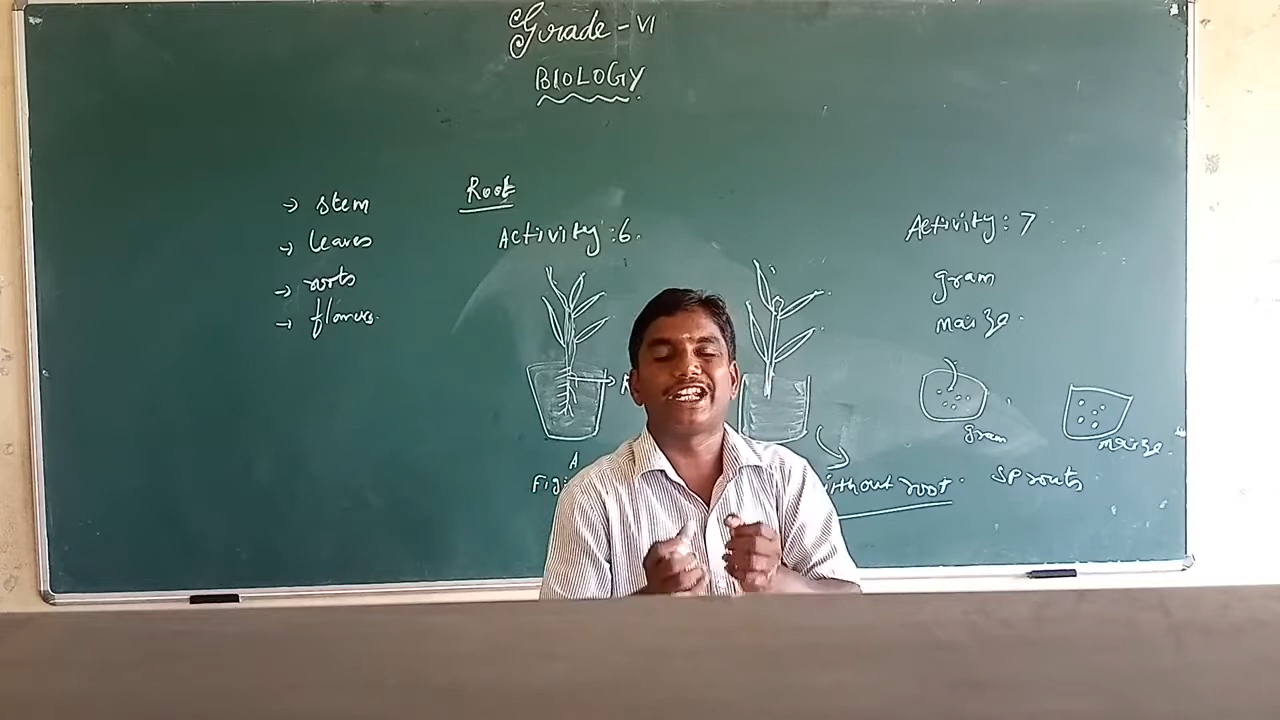 Grade - VI
BIOLOGY
→ stem
→ leaves
→ roots
→ flowers.
Root
Activity : 6.
A
Activity : 7
gram
maize.
gram
maize.
without root.
sprouts